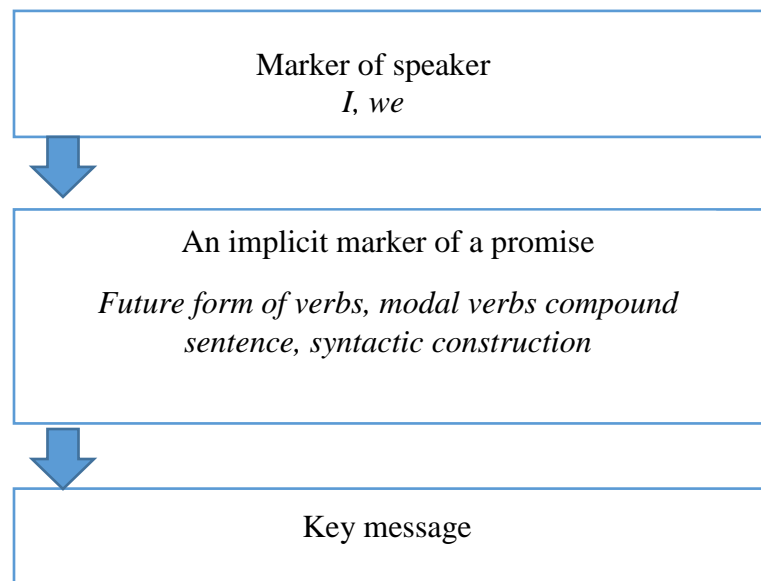 Marker of speaker
I, we
An implicit marker of a promise
Future form of verbs, modal verbs compound
sentence, syntactic construction
Key message